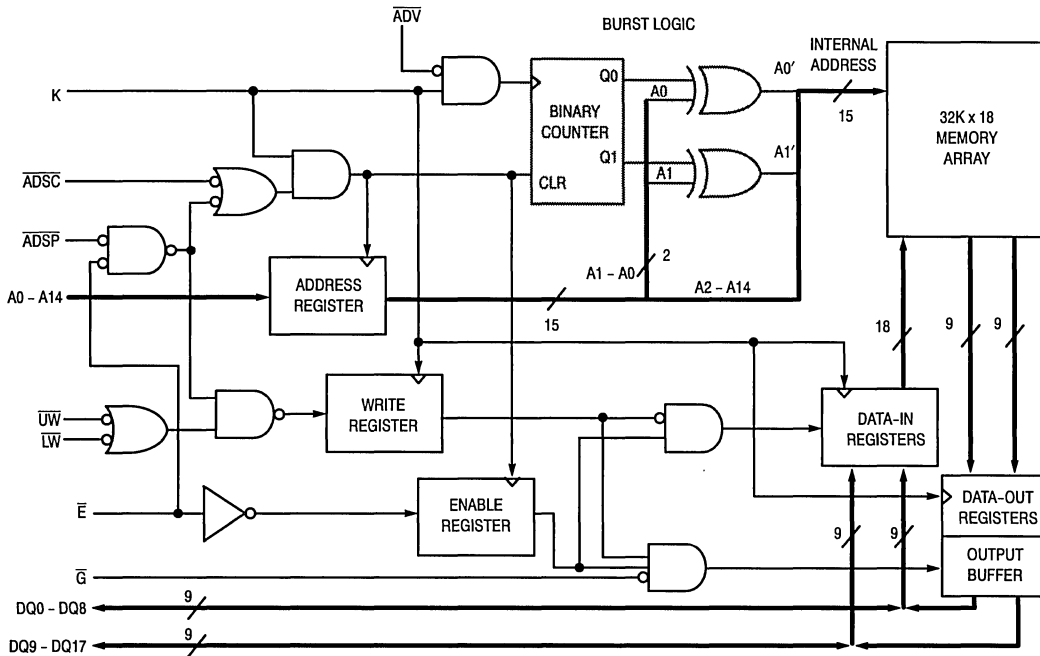 ADV
BURST LOGIC
INTERNAL
ADDRESS
A0'
15
K
Q0
A0
BINARY
COUNTER
Q1
A1
A1'
CLR
32K x 18
MEMORY
ARRAY
ADSC
ADSP
A0 – A14
ADDRESS
REGISTER
15
A1 – A0
2
A2 – A14
18
9
9
UW
LW
WRITE
REGISTER
DATA–IN
REGISTERS
E
ENABLE
REGISTER
DATA–OUT
REGISTERS
9
9
OUTPUT
BUFFER
G
DQ0 – DQ8
9
DQ9 – DQ17
9